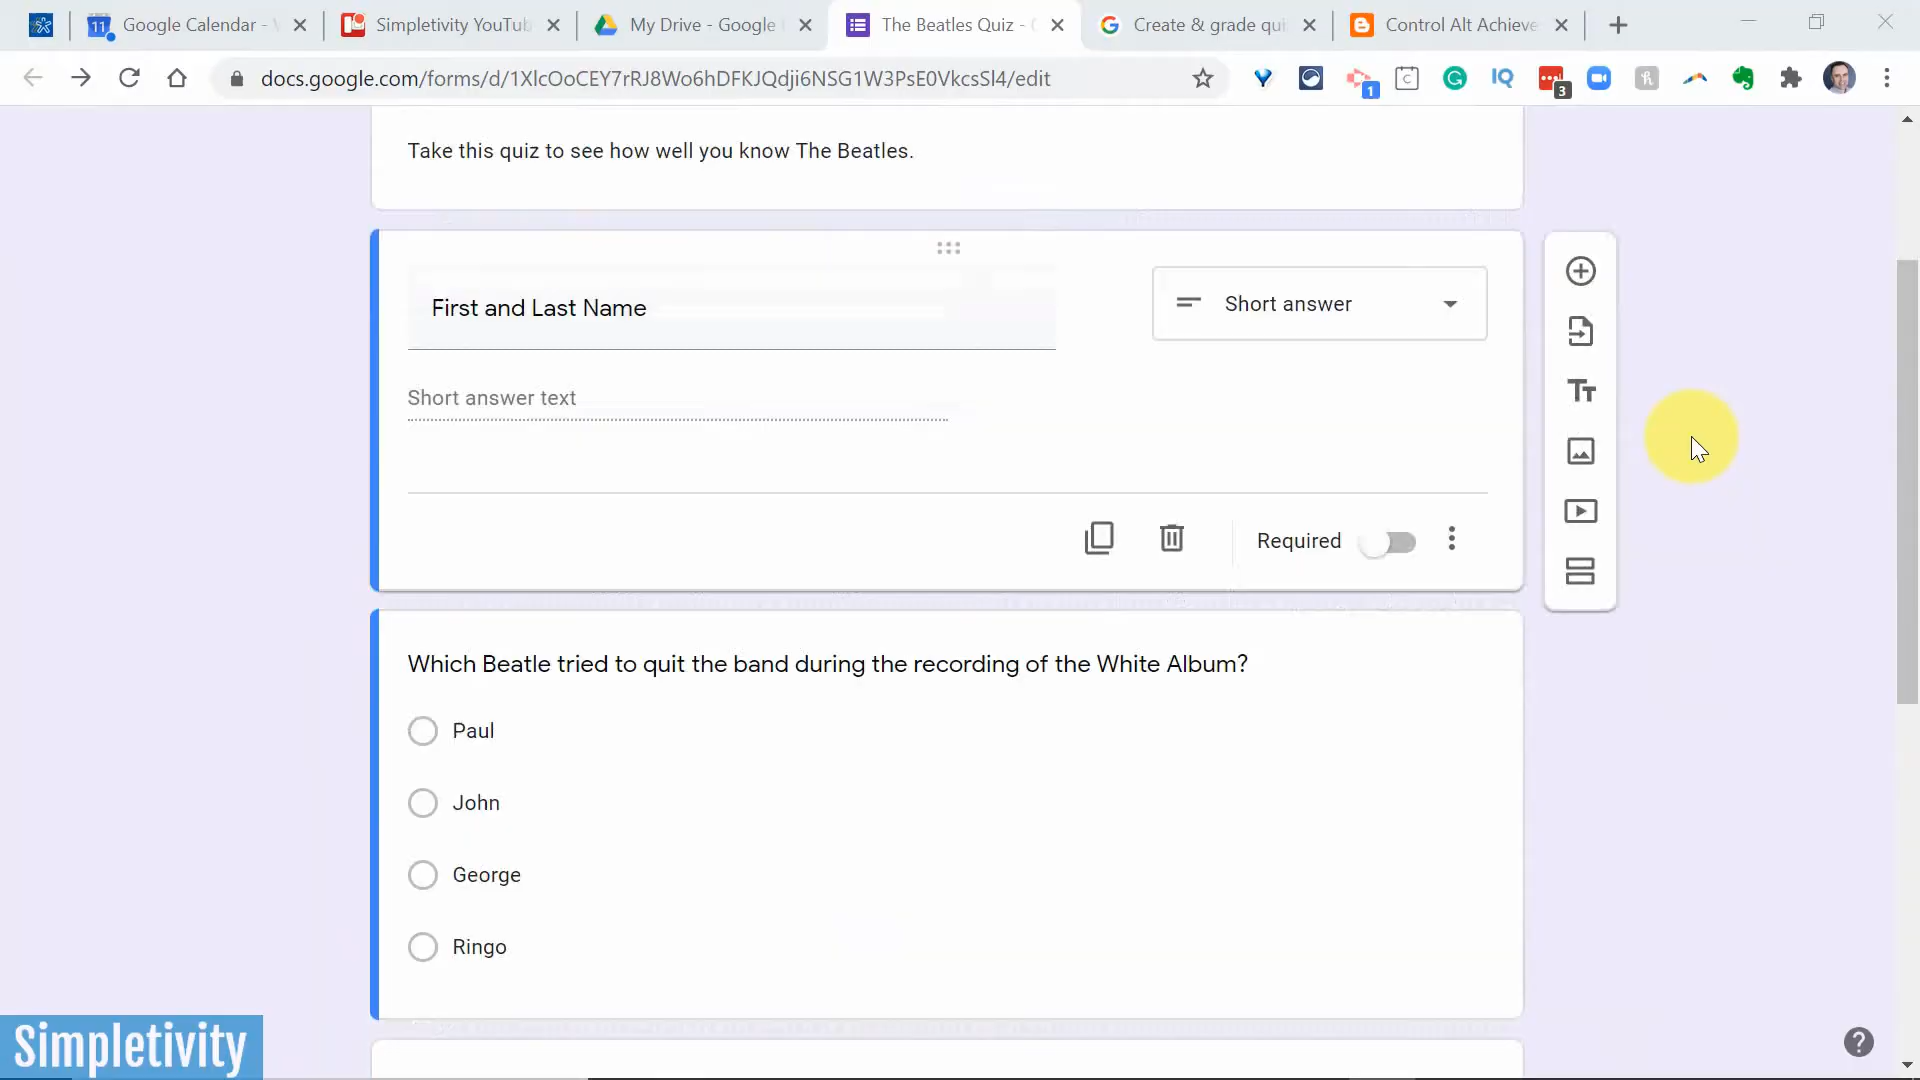 Google Calendar -
Simpletivity YouTub
My Drive - Google
The Beatles Quiz -
Create & grade qui
Control Alt Achieve
docs.google.com/forms/d/1XlcOoCEY7rRJ8Wo6hDFKJQdji6NSG1W3PsE0VkcsSl4/edit
Take this quiz to see how well you know The Beatles.
First and Last Name
Short answer
Short answer text
Required
Which Beatle tried to quit the band during the recording of the White Album?
Paul
John
George
Ringo
Simpletivity